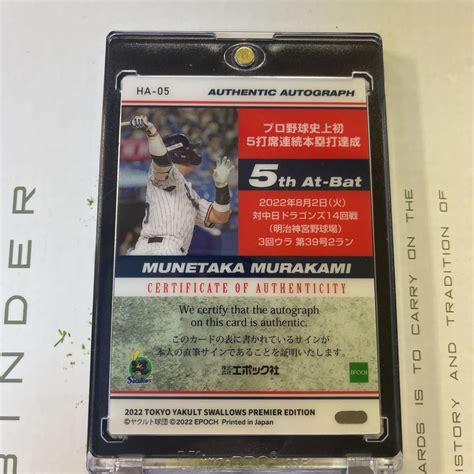 HA-05
AUTHENTIC AUTOGRAPH
プロ野球史上初
5打席連続本塁打達成
5th At-Bat
2022年8月2日(火)
対中日ドラゴンズ14回戦
(明治神宮野球場)
3回ウラ 第39号2ラン
MUNETAKA MURAKAMI
CERTIFICATE OF AUTHENTICITY
We certify that the autograph
on this card is authentic.
このカードの表に書かれているサインが
本人の直筆サインであることを証明いたします。
Swallows
株式会社エポック社
EPOCH
2022 TOKYO YAKULT SWALLOWS PREMIER EDITION
©ヤクルト球団 ©2022 EPOCH Printed in Japan
INDER
ARDS IS TO CARRY ON THE
HISTORY AND TRADITION OF